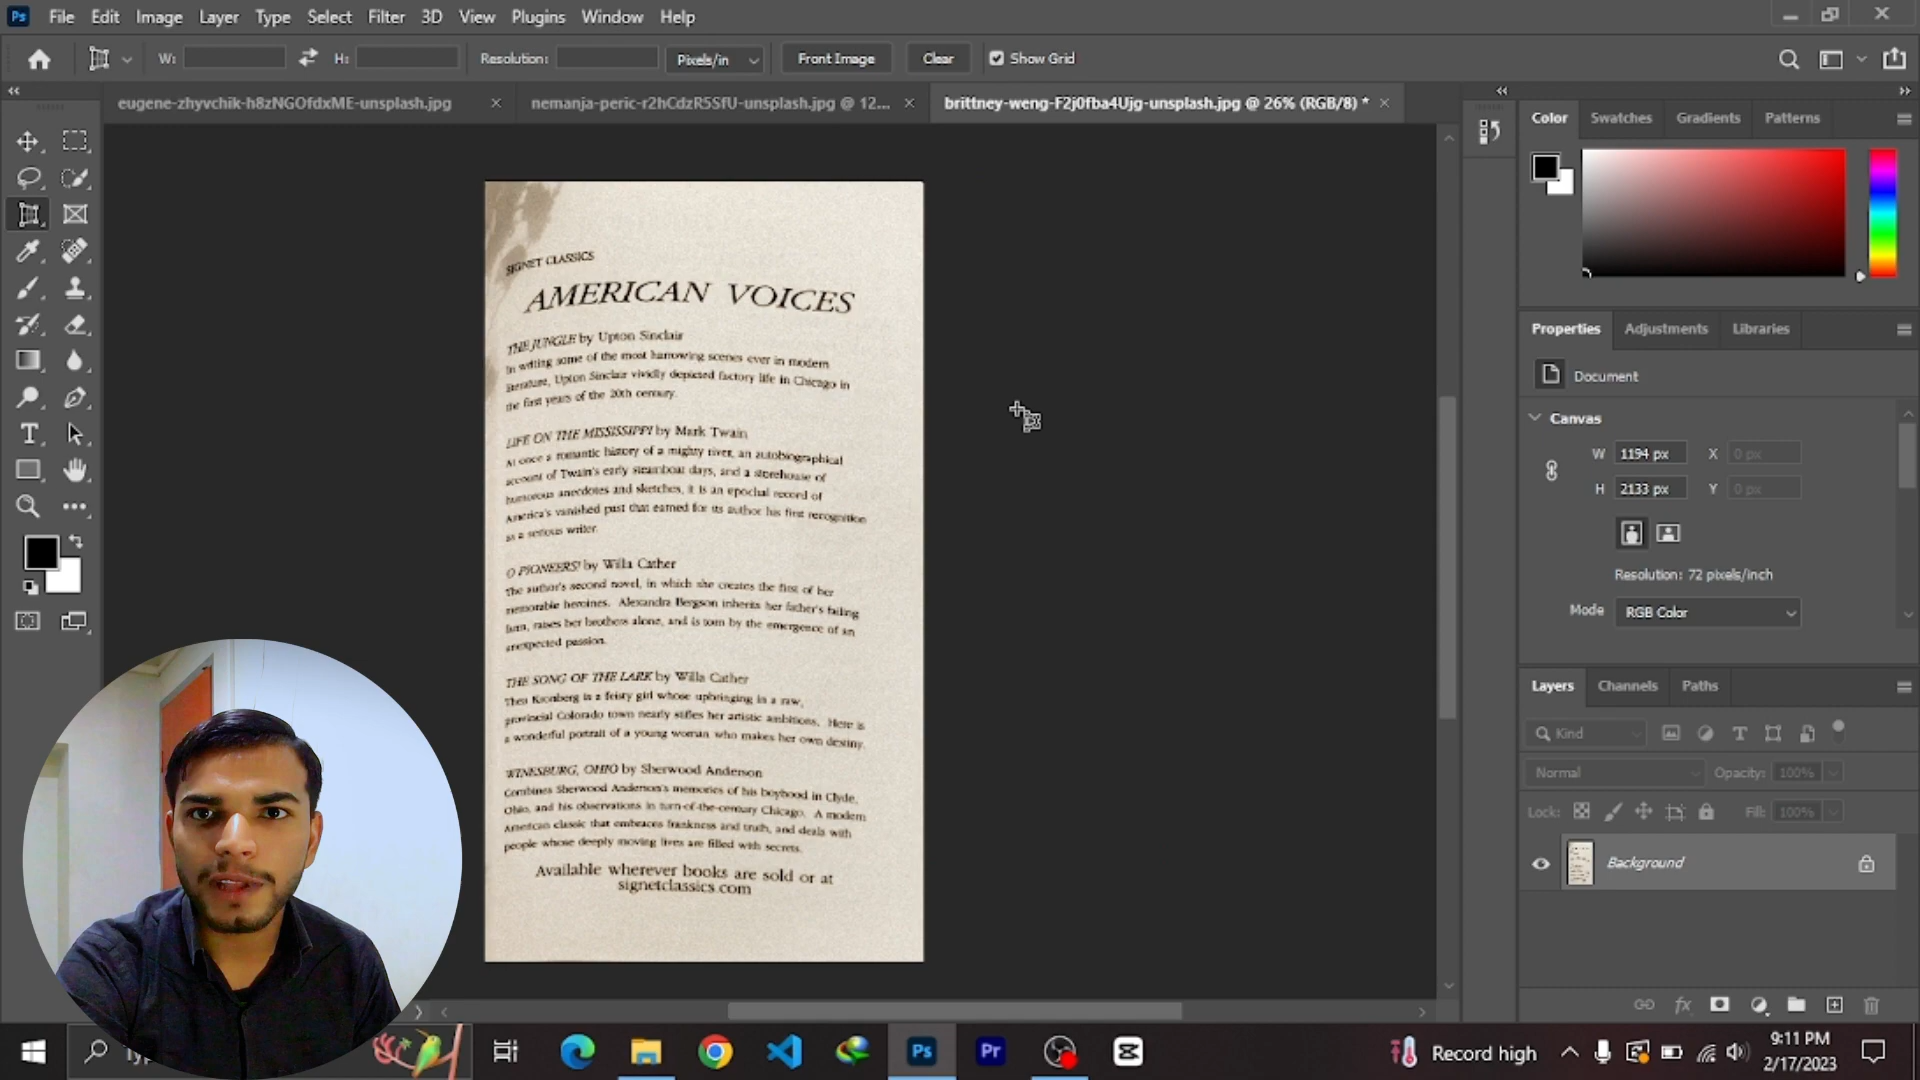 Ps File Edit Image Layer Type Select Filter 3D View Plugins Window Help
W: H: Resolution: Pixels/in Front Image Clear Show Grid
eugene-zhyvchik-h8zNGOfdxME-unsplash.jpg
nemanja-peric-r2hCdzR5SfU-unsplash.jpg @ 12...
brittney-weng-F2j0fba4Ujg-unsplash.jpg @ 26% (RGB/8) *
SIGNET CLASSICS
AMERICAN VOICES
THE JUNGLE by Upton Sinclair
In writing some of the most harrowing scenes ever in modern
literature, Upton Sinclair vividly depicted factory life in Chicago in
the first years of the 20th century.
LIFE ON THE MISSISSIPPI by Mark Twain
At once a romantic history of a mighty river, an autobiographical
account of Twain's early steamboat days, and a storehouse of
humorous anecdotes and sketches, it is an epochal record of
America's vanished past that earned for its author his first recognition
as a serious writer.
O PIONEERS! by Willa Cather
The author's second novel, in which she creates the first of her
memorable heroines. Alexandra Bergson inherits her father's failing
farm, raises her brothers alone, and is torn by the emergence of an
unexpected passion.
THE SONG OF THE LARK by Willa Cather
Thea Kronberg is a feisty girl whose upbringing in a raw,
provincial Colorado town nearly stifles her artistic ambitions. Here is
a wonderful portrait of a young woman who makes her own destiny.
WINESBURG, OHIO by Sherwood Anderson
Combines Sherwood Anderson's memories of his boyhood in Clyde,
Ohio, and his observations in turn-of-the-century Chicago. A modern
American classic that embraces frankness and truth, and deals with
people whose deeply moving lives are filled with secrets.
Available wherever books are sold or at
signetclassics.com
Color Swatches Gradients Patterns
Properties Adjustments Libraries
Document
Canvas
W 1194 px X 0 px
H 2133 px Y 0 px
Resolution: 72 pixels/inch
Mode RGB Color
Layers Channels Paths
Kind
Normal Opacity: 100%
Lock: Fill: 100%
Background
fx
Ps Pr
Record high
9:11 PM
2/17/2023